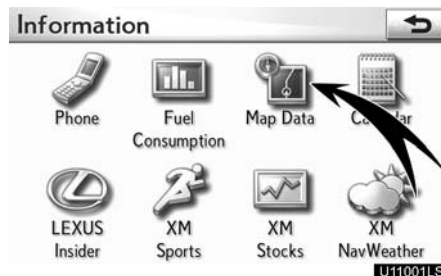 Information
Phone
Fuel
Consumption
Map Data
LEXUS
Insider
XM
Sports
XM
Stocks
XM
NavWeather